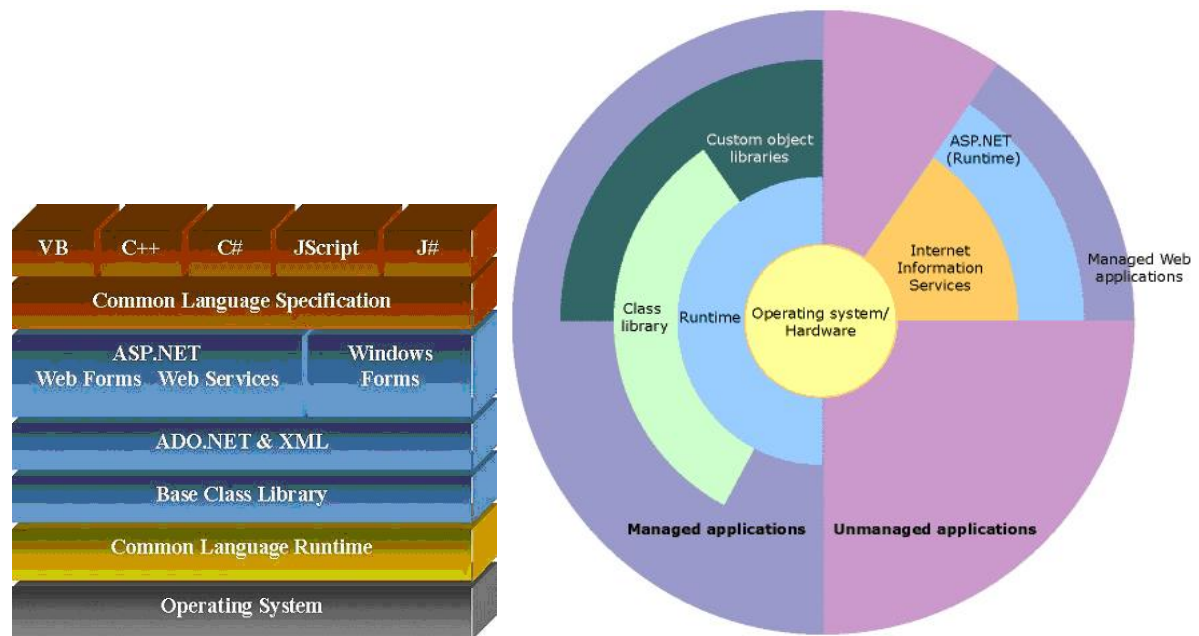 VB
C++
C#
JScript
J#
Common Language Specification
ASP.NET
Web Forms Web Services
Windows
Forms
ADO.NET & XML
Base Class Library
Common Language Runtime
Operating System
Custom object
libraries
Class
library
Runtime
Operating system/
Hardware
ASP.NET
(Runtime)
Internet
Information
Services
Managed Web
applications
Managed applications
Unmanaged applications